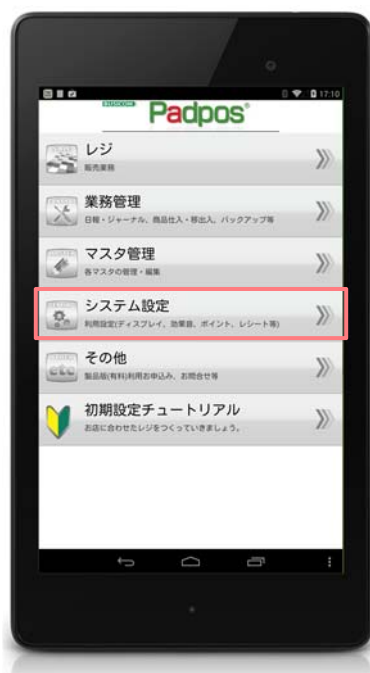 17:10
BUSICOM
Padpos®
レジ
販売業務
業務管理
日報・ジャーナル、商品仕入・移出入、バックアップ等
マスタ管理
各マスタの管理・編集
システム設定
利用設定(ディスプレイ、効果音、ポイント、レシート等)
etc
その他
製品版(有料)利用お申込み、お問合せ等
初期設定チュートリアル
お店に合わせたレジをつくっていきましょう。